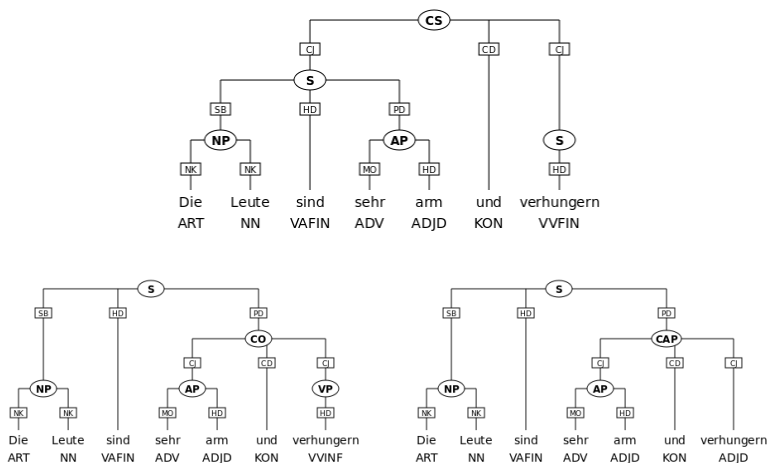 CS
CJ CD CJ
S
SB HD PD
NP AP S
NK NK MO HD HD
Die Leute sind sehr arm und verhungern
ART NN VAFIN ADV ADJD KON VVFIN
S
SB HD PD
CO
CJ CD CJ
NP AP VP
NK NK MO HD HD
Die Leute sind sehr arm und verhungern
ART NN VAFIN ADV ADJD KON VVINF
S
SB HD PD
CAP
CJ CD CJ
NP AP
NK NK MO HD
Die Leute sind sehr arm und verhungern
ART NN VAFIN ADV ADJD KON ADJD